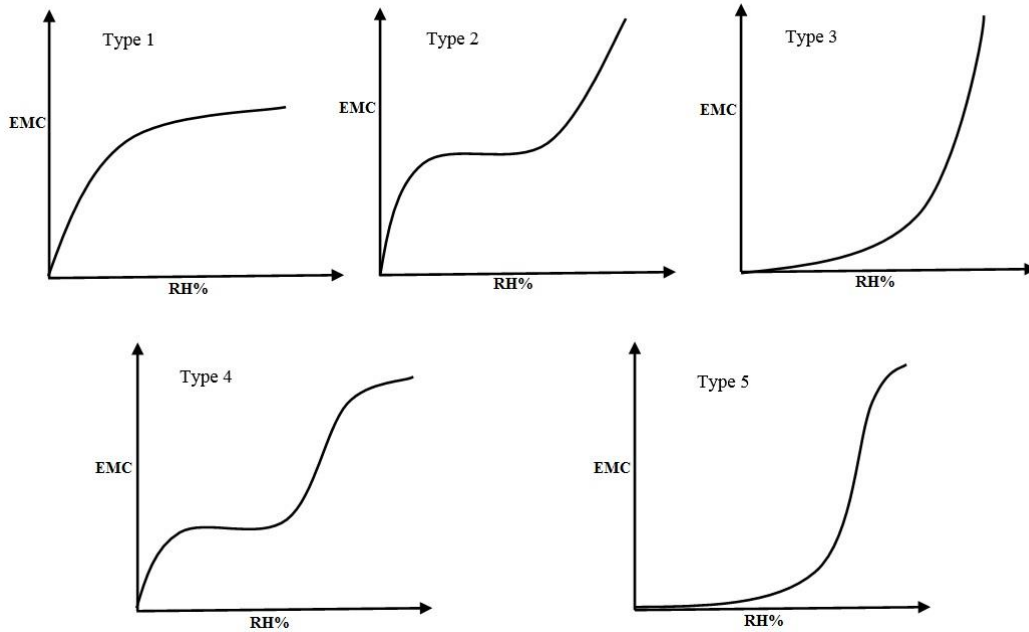 Type 1
EMC
RH%
Type 2
EMC
RH%
Type 3
EMC
RH%
Type 4
EMC
RH%
Type 5
EMC
RH%